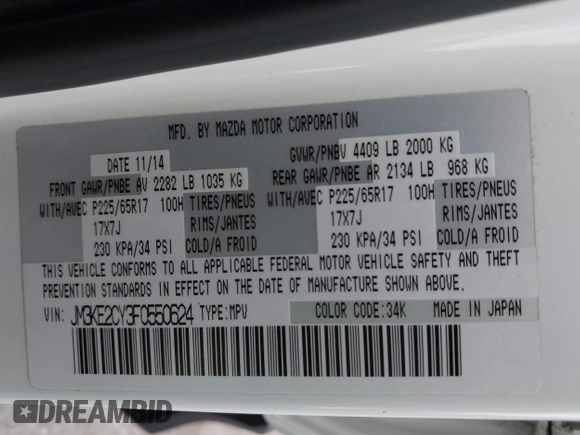 MFD. BY MAZDA MOTOR CORPORATION
DATE 11/14
GVWR/PNBV 4409 LB 2000 KG
FRONT GAWR/PNBE AV 2282 LB 1035 KG
REAR GAWR/PNBE AR 2134 LB 968 KG
WITH/AVEC P225/65R17 100H TIRES/PNEUS
WITH/AVEC P225/65R17 100H TIRES/PNEUS
17X7J RIMS/JANTES
17X7J RIMS/JANTES
230 KPA/34 PSI COLD/A FROID
230 KPA/34 PSI COLD/A FROID
THIS VEHICLE CONFORMS TO ALL APPLICABLE FEDERAL MOTOR VEHICLE SAFETY AND THEFT
PREVENTION STANDARDS IN EFFECT ON THE DATE OF MANUFACTURE SHOWN ABOVE.
VIN: JM3KE2CY3F0550624 TYPE:MPV COLOR CODE:34K MADE IN JAPAN
DREAMBID